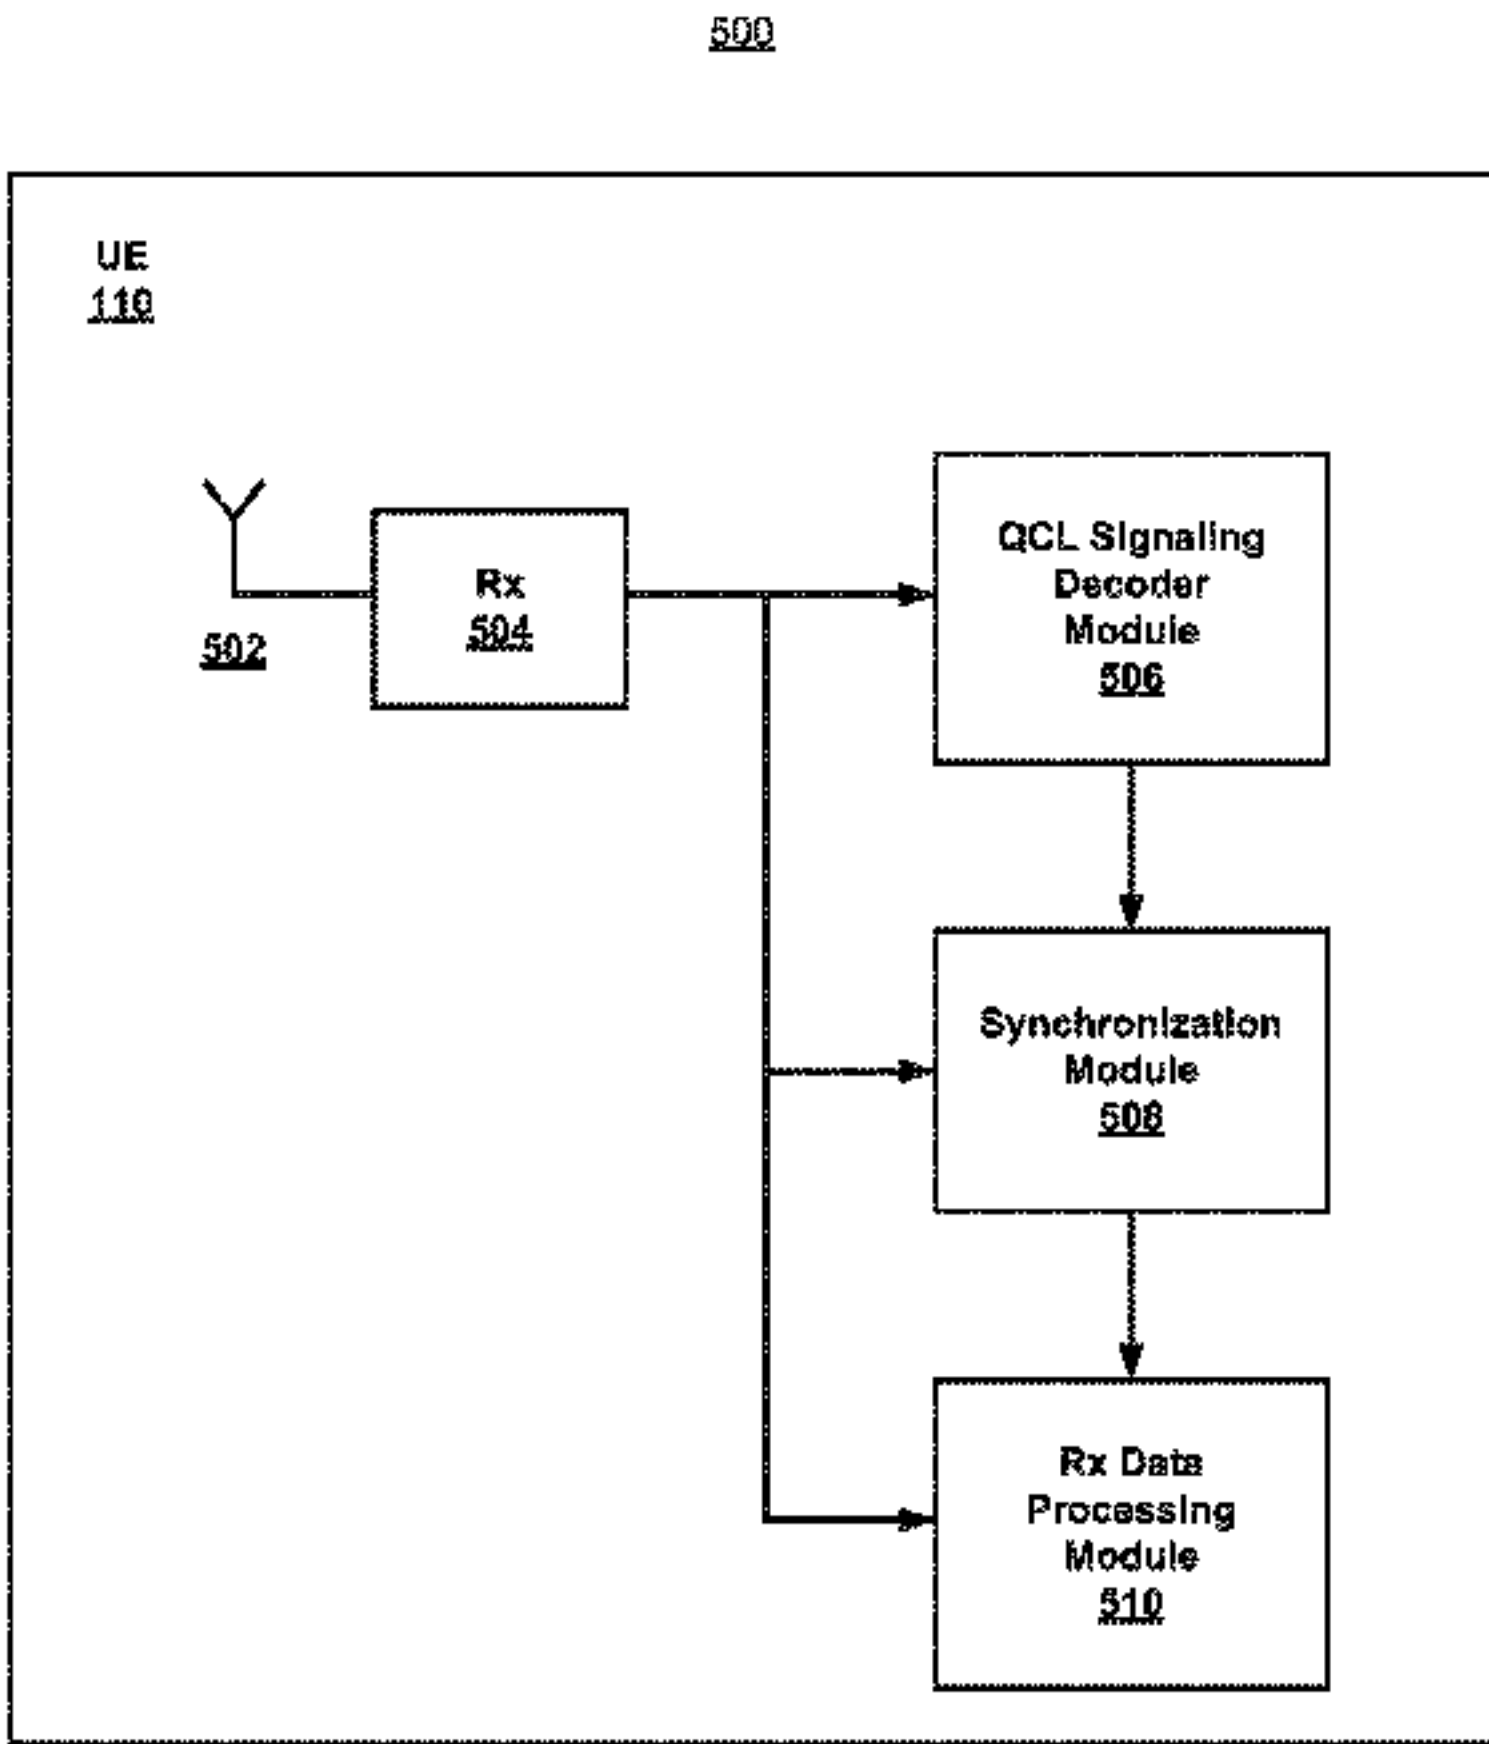 500
UE
110
502
Rx
504
QCL Signaling
Decoder
Module
506
Synchronization
Module
508
Rx Data
Processing
Module
510